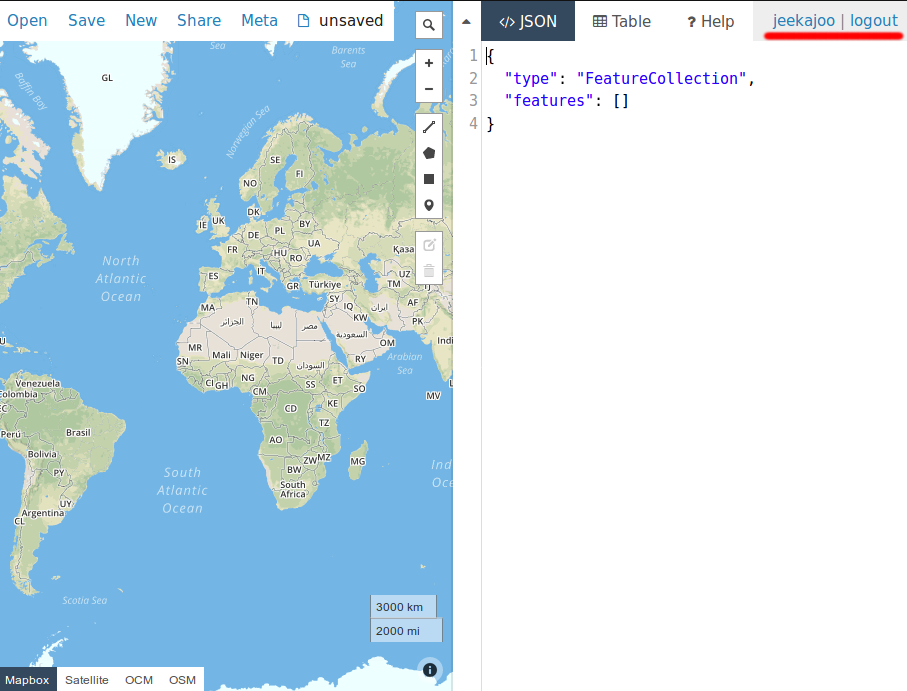 Open Save New Share Meta unsaved
</> JSON Table ? Help jeekajoo | logout
1 {
2 "type": "FeatureCollection",
3 "features": []
4 }
Sea
Barents Sea
GL
Baffin Bay
Norwegian Sea
IS
SE
FI
NO
DK
IE
UK
DE
PL
BY
UA
FR
HU
RO
Қаза
ES
IT
GR
Türkiye
UZ
TM
TJ
North Atlantic Ocean
MA
TN
SY
IQ
ایران
AF
الجزائر
ليبيا
مصر
KW
السعودية
PK
OM
Indi
MR
Mali
Niger
TD
السودان
RY
Arabian Sea
SN
CI
GH
NG
CM
SS
ET
SO
MV
Venezuela
Colombia
EC
CD
KE
TZ
Perú
Brasil
Bolivia
AO
ZW
MZ
MG
PY
BW
South Africa
South Atlantic Ocean
Ind
Oce
UY
CL
Argentina
Scotia Sea
3000 km
2000 mi
Mapbox Satellite OCM OSM